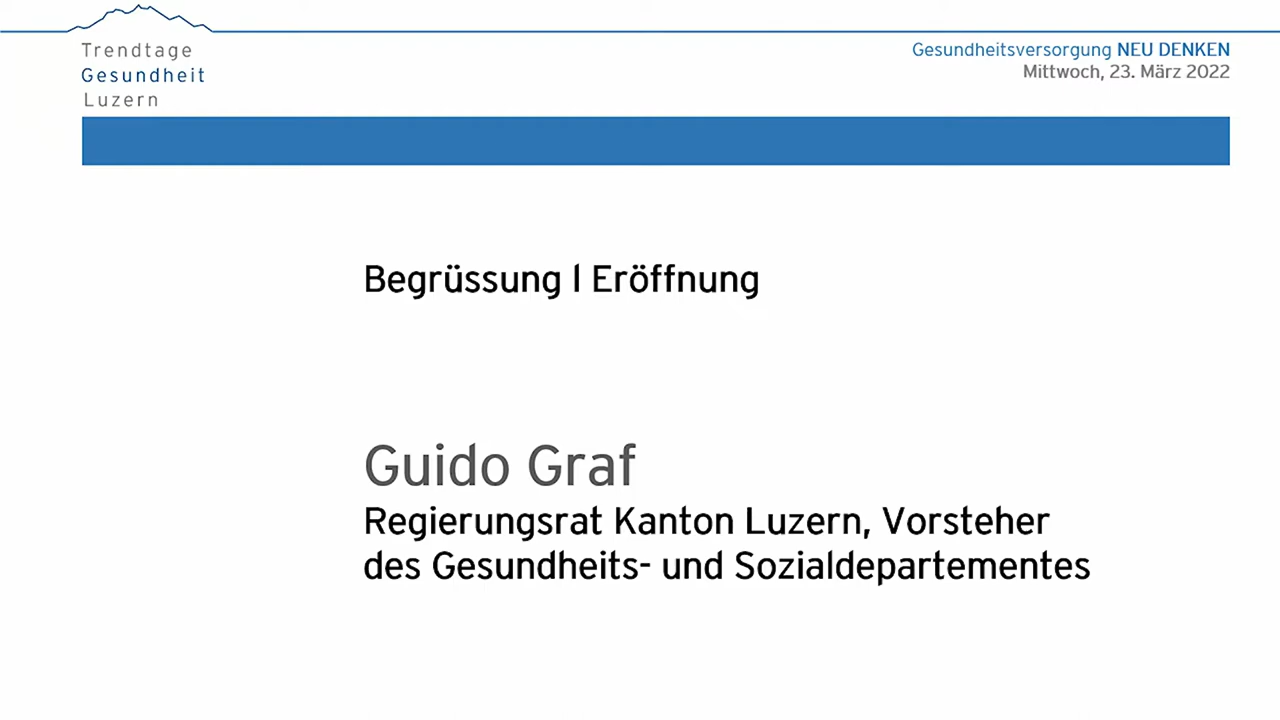 Trendtage
Gesundheit
Luzern
Gesundheitsversorgung NEU DENKEN
Mittwoch, 23. März 2022
Begrüssung | Eröffnung
Guido Graf
Regierungsrat Kanton Luzern, Vorsteher
des Gesundheits- und Sozialdepartementes